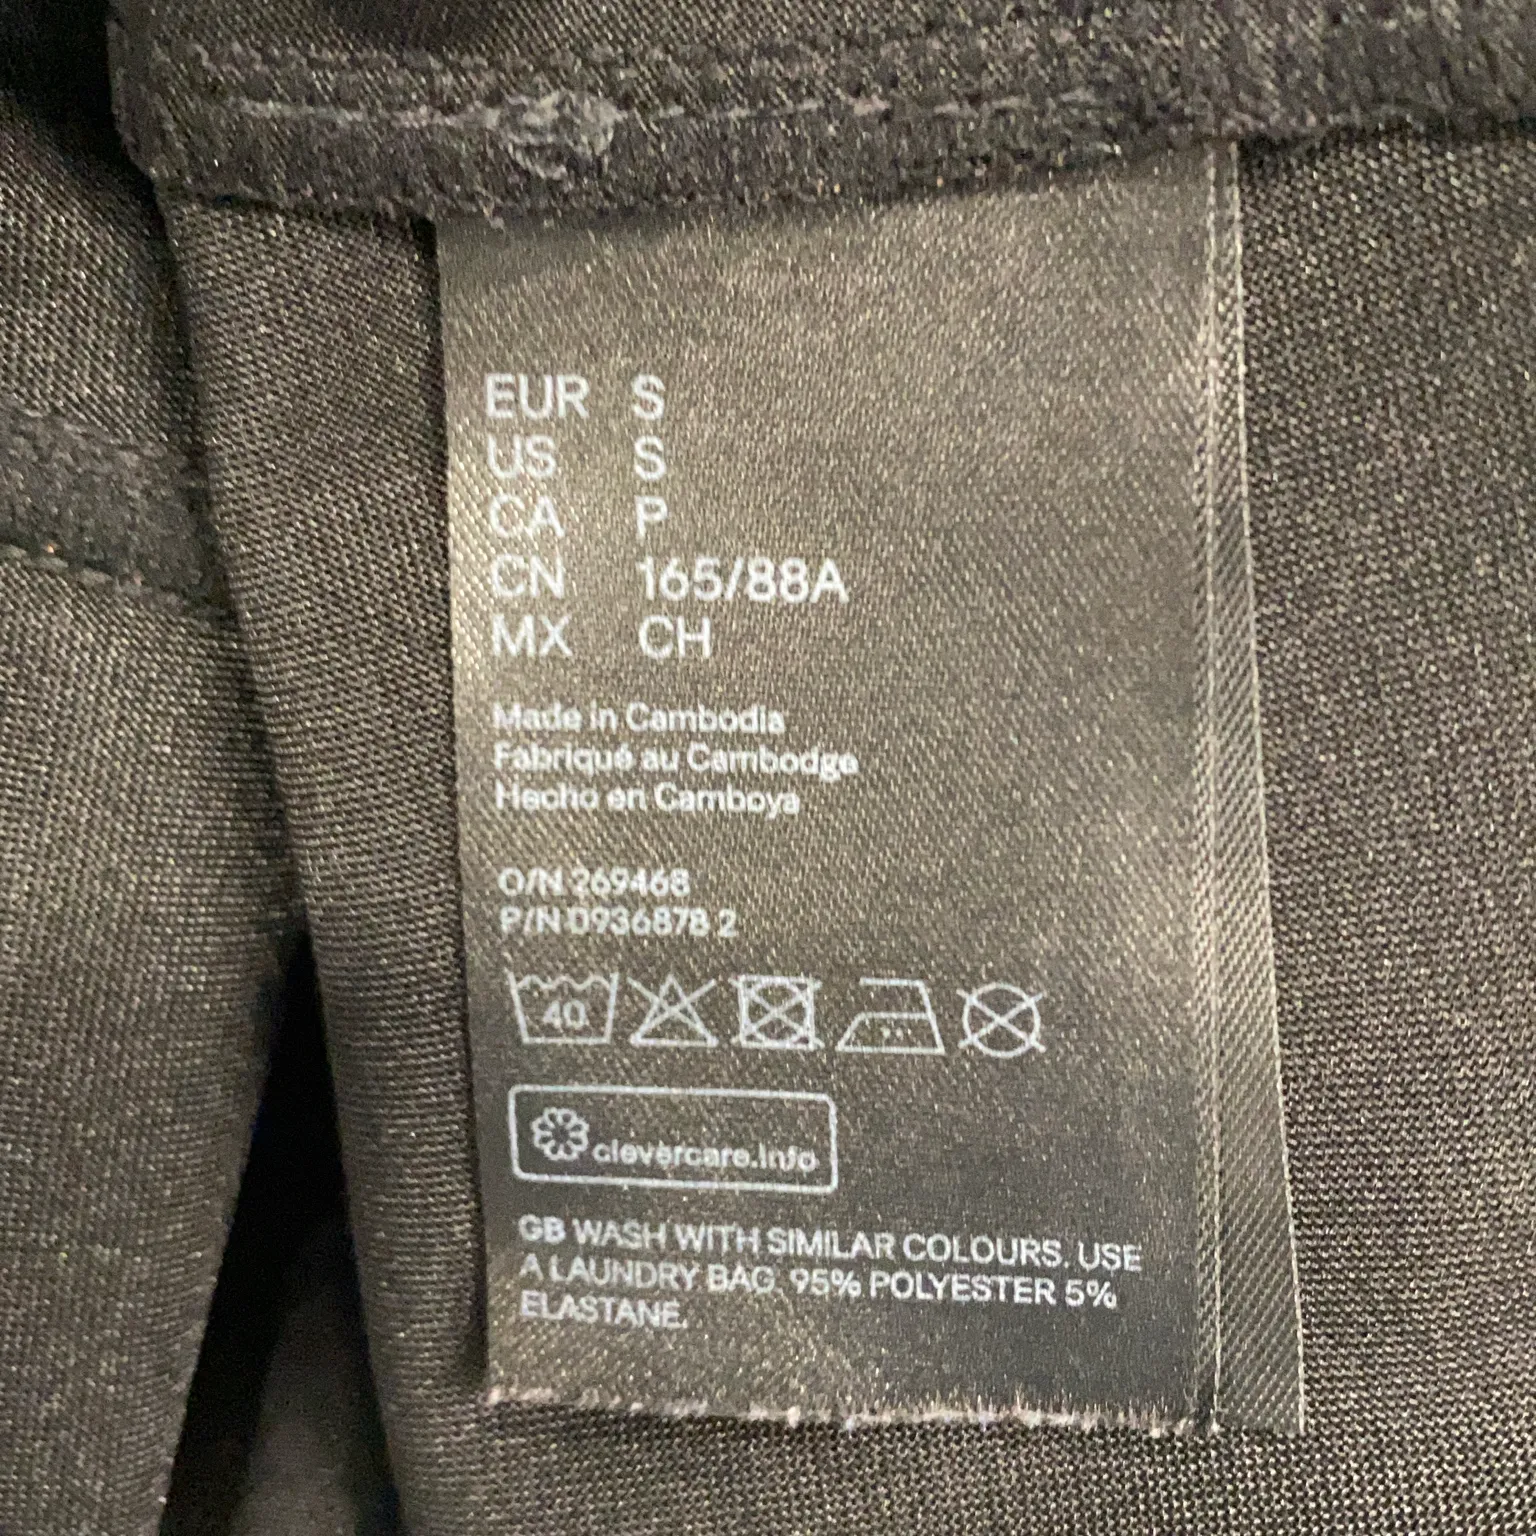 EUR S
US S
CA P
CN 165/88A
MX CH
Made in Cambodia
Fabriqué au Cambodge
Hecho en Camboya
O/N 269468
P/N D936878 2
40
clevercare.info
GB WASH WITH SIMILAR COLOURS. USE
A LAUNDRY BAG. 95% POLYESTER 5%
ELASTANE.